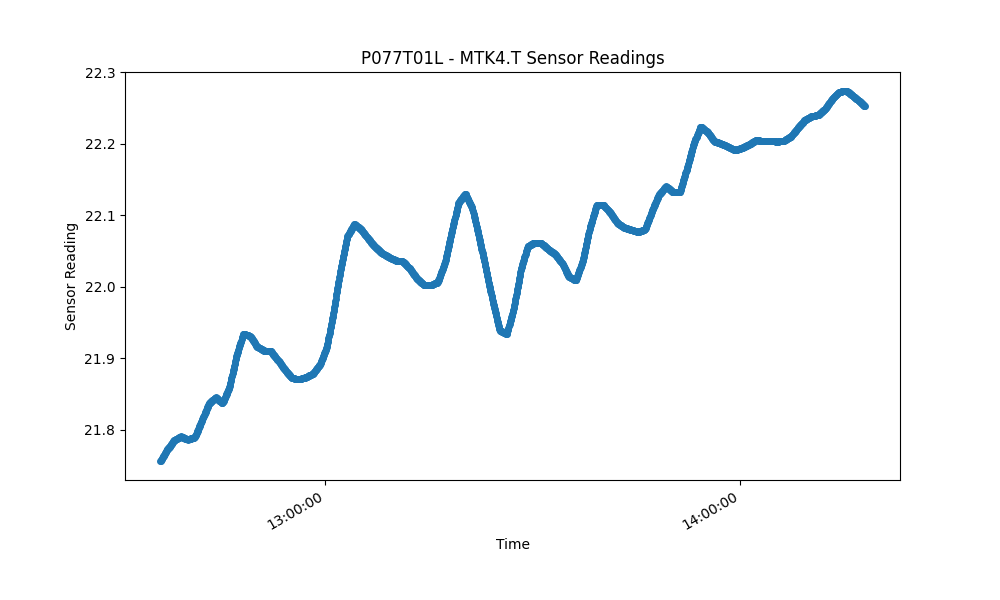 P077T01L - MTK4.T Sensor Readings
22.3
22.2
22.1
22.0
21.9
21.8
Sensor Reading
13:00:00
14:00:00
Time